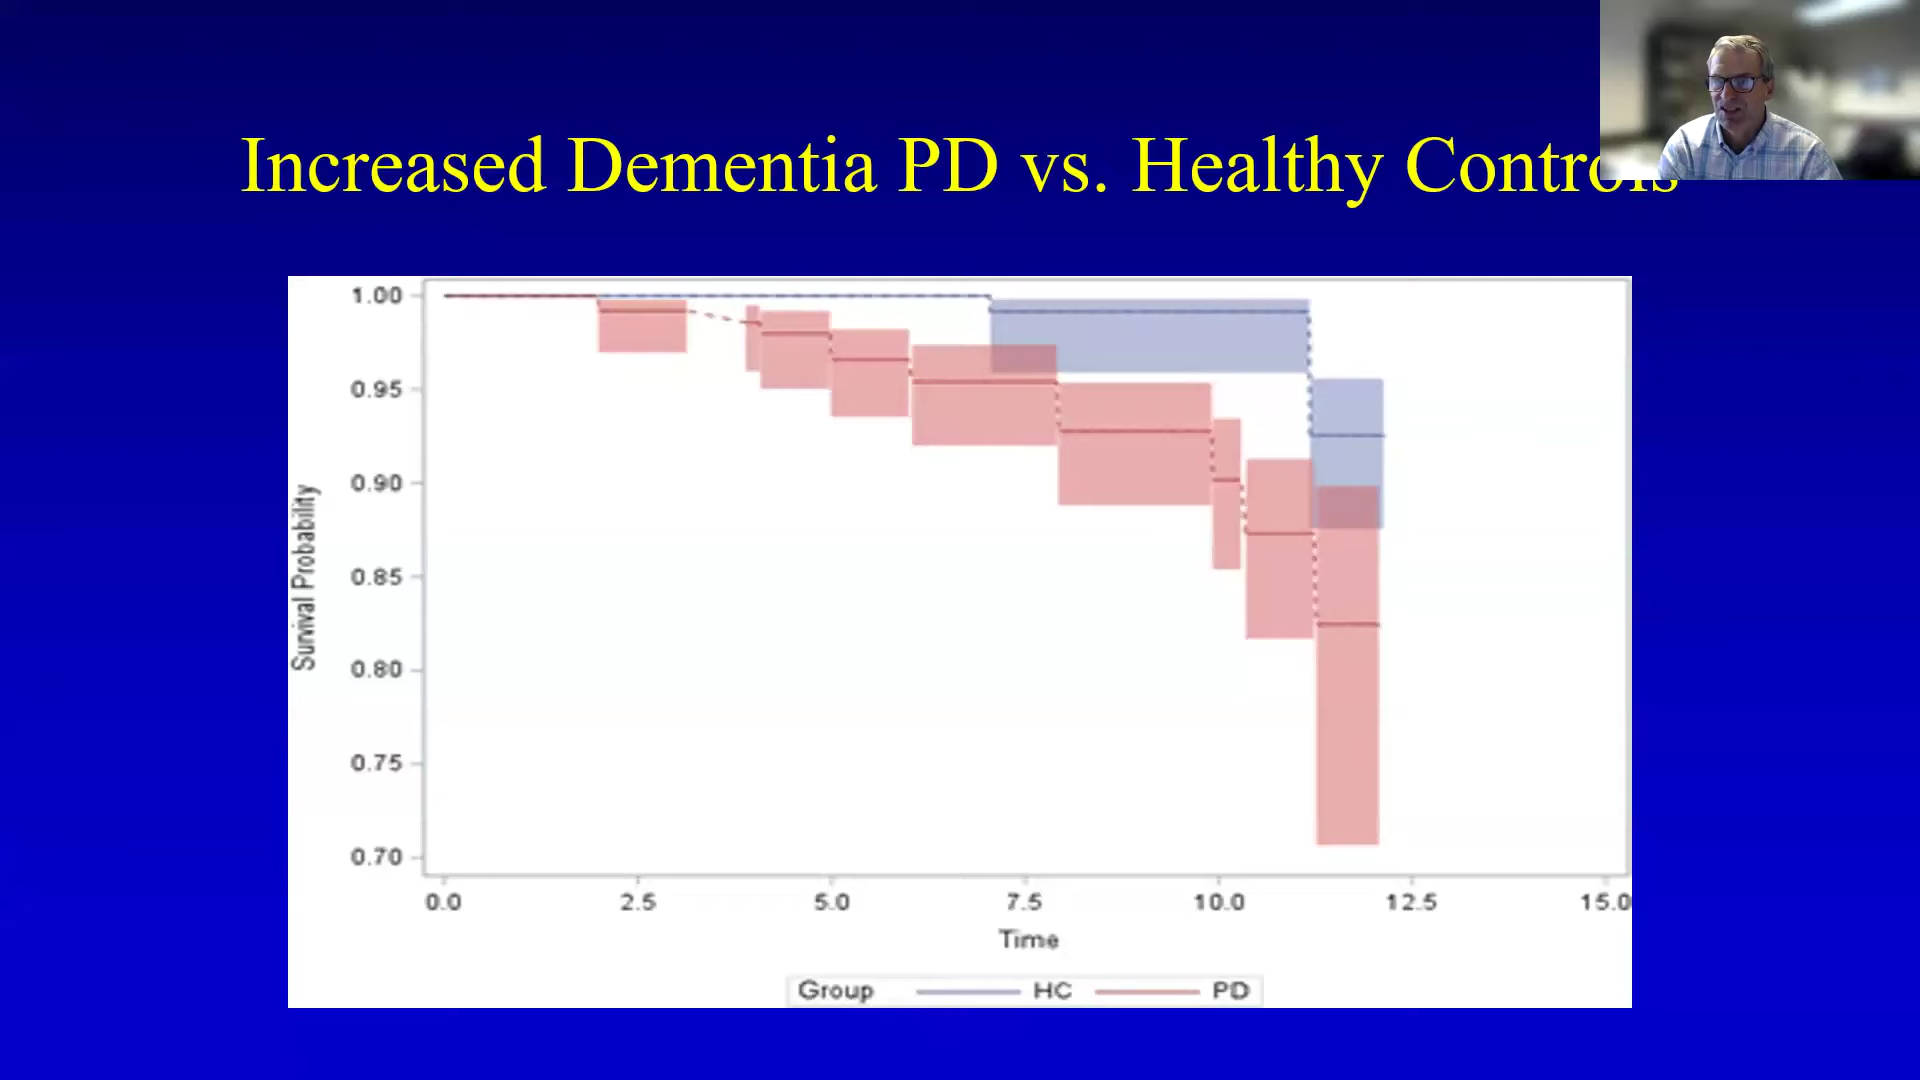 Increased Dementia PD vs. Healthy Controls
1.00
0.95
0.90
0.85
0.80
0.75
0.70
Survival Probability
0.0 2.5 5.0 7.5 10.0 12.5 15.0
Time
Group HC PD